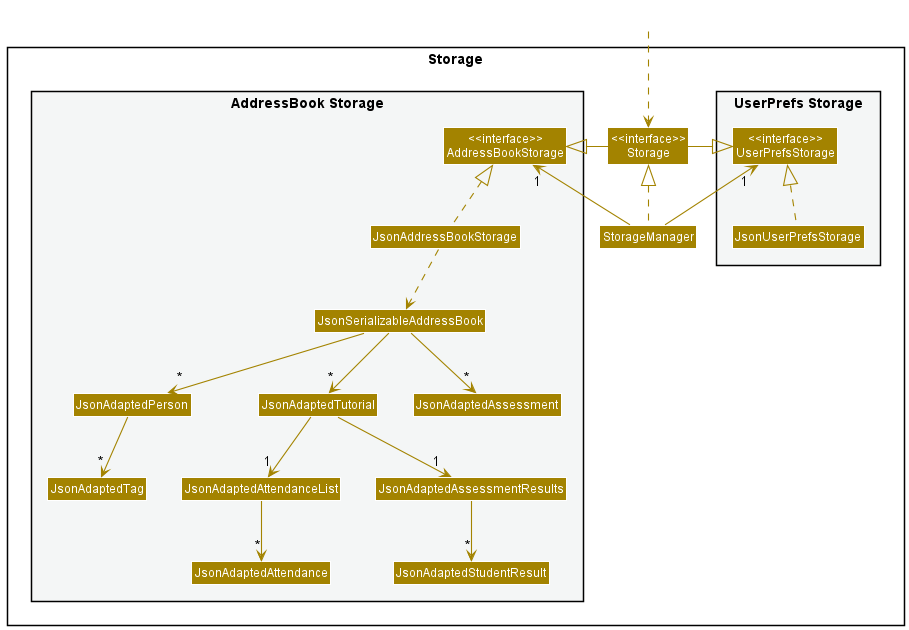 Storage
AddressBook Storage
UserPrefs Storage
<<interface>>
AddressBookStorage
<<interface>>
Storage
<<interface>>
UserPrefsStorage
1
1
JsonAddressBookStorage
StorageManager
JsonUserPrefsStorage
JsonSerializableAddressBook
*
*
*
JsonAdaptedPerson
JsonAdaptedTutorial
JsonAdaptedAssessment
*
1
1
JsonAdaptedTag
JsonAdaptedAttendanceList
JsonAdaptedAssessmentResults
*
*
JsonAdaptedAttendance
JsonAdaptedStudentResult